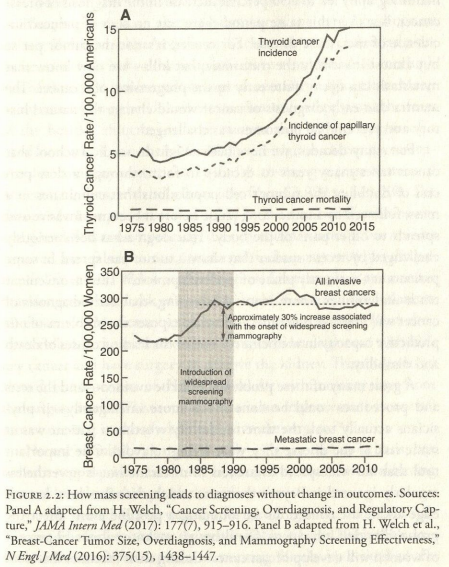 A
Thyroid Cancer Rate/100,000 Americans
15
10
5
0
Thyroid cancer
incidence
Incidence of papillary
thyroid cancer
Thyroid cancer mortality
1975 1980 1985 1990 1995 2000 2005 2010 2015
B
Breast Cancer Rate/100,000 Women
350
300
250
200
150
100
50
0
All invasive
breast cancers
Approximately 30% increase associated
with the onset of widespread screening
mammography
Introduction of
widespread
screening
mammography
Metastatic breast cancer
1975 1980 1985 1990 1995 2000 2005 2010
FIGURE 2.2: How mass screening leads to diagnoses without change in outcomes. Sources:
Panel A adapted from H. Welch, “Cancer Screening, Overdiagnosis, and Regulatory Cap-
ture,” JAMA Intern Med (2017): 177(7), 915–916. Panel B adapted from H. Welch et al.,
“Breast-Cancer Tumor Size, Overdiagnosis, and Mammography Screening Effectiveness,”
N Engl J Med (2016): 375(15), 1438–1447.